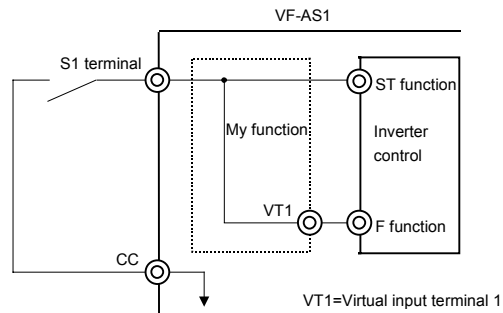 VF-AS1
S1 terminal
ST function
My function
Inverter
control
VT1
F function
CC
VT1=Virtual input terminal 1